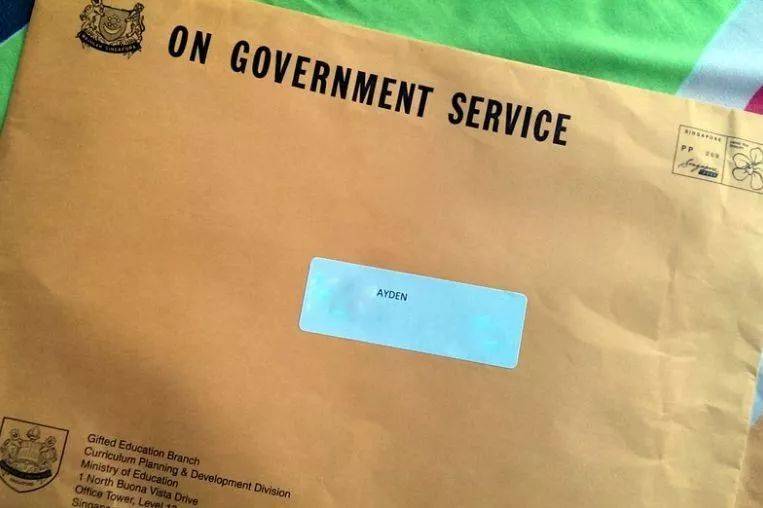 ON GOVERNMENT SERVICE
SINGAPORE
PP
Singapore
AYDEN
Gifted Education Branch
Curriculum Planning & Development Division
Ministry of Education
1 North Buona Vista Drive
Office Tower, Level